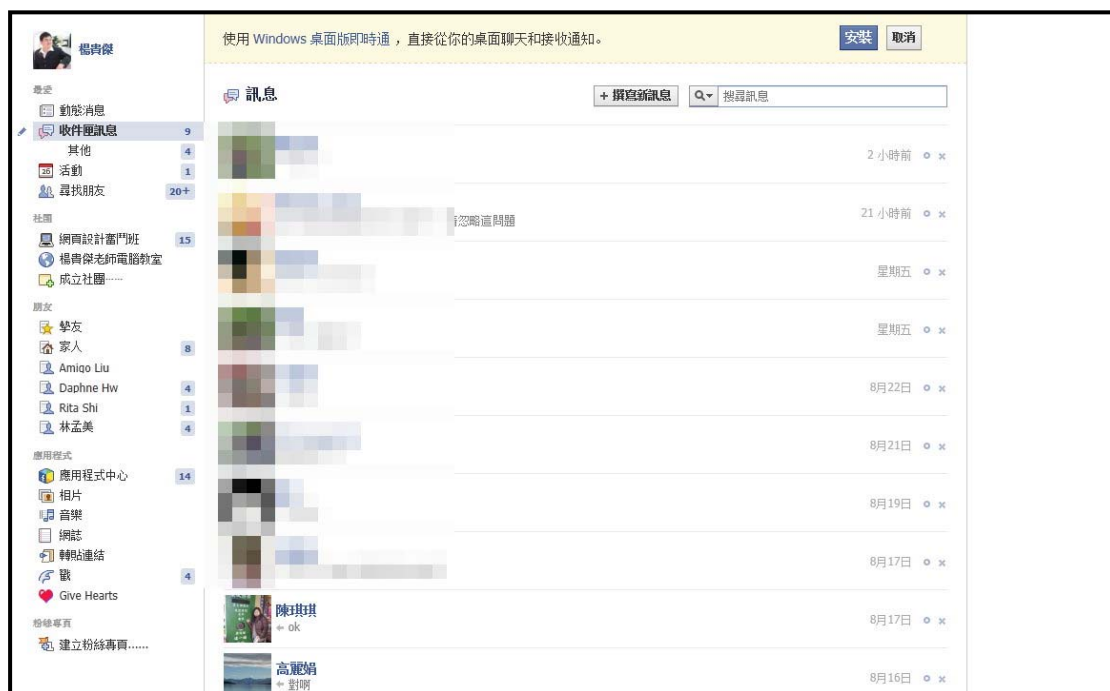 楊貴傑
最愛
動態消息
收件匣訊息 9
其他 4
26 活動 1
尋找朋友 20+
社團
網頁設計奮鬥班 15
楊貴傑老師電腦教室
成立社團……
朋友
摯友
家人 8
Amigo Liu
Daphne Hw 4
Rita Shi 1
林孟美 4
應用程式
應用程式中心 14
相片
音樂
網誌
轉貼連結
戳 4
Give Hearts
粉絲專頁
建立粉絲專頁……
使用 Windows 桌面版即時通，直接從你的桌面聊天和接收通知。 安裝 取消
訊息 + 撰寫新訊息 搜尋訊息
2 小時前
忽略這問題 21 小時前
星期五
星期五
8月22日
8月21日
8月19日
8月17日
陳琪琪
ok 8月17日
高麗娟
對啊 8月16日